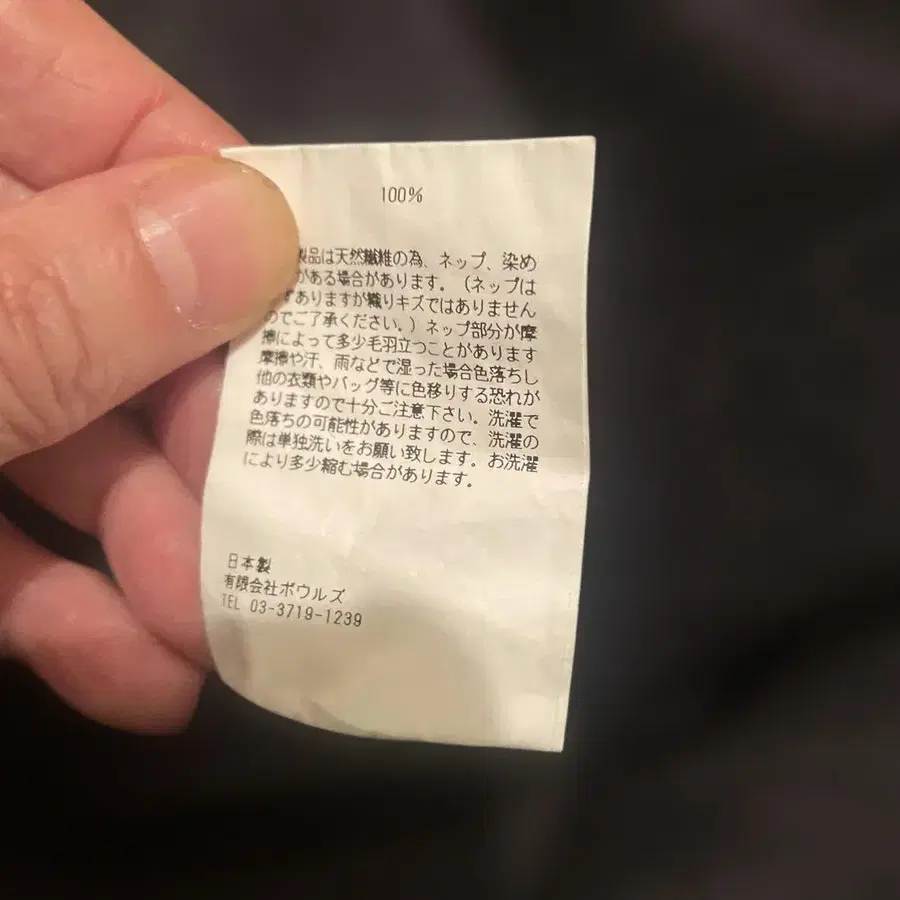 100%
製品は天然繊維の為、ネップ、染め
がある場合があります。（ネップは
ますありますが織りキズではありません
のでご了承ください。）ネップ部分が摩
擦によって多少毛羽立つことがあります
摩擦や汗、雨などで湿った場合色落ちし
他の衣類やバッグ等に色移りする恐れが
ありますので十分ご注意下さい。洗濯で
色落ちの可能性がありますので、洗濯の
際は単独洗いをお願い致します。お洗濯
により多少縮む場合があります。
日本製
有限会社ボウルズ
TEL 03-3719-1239